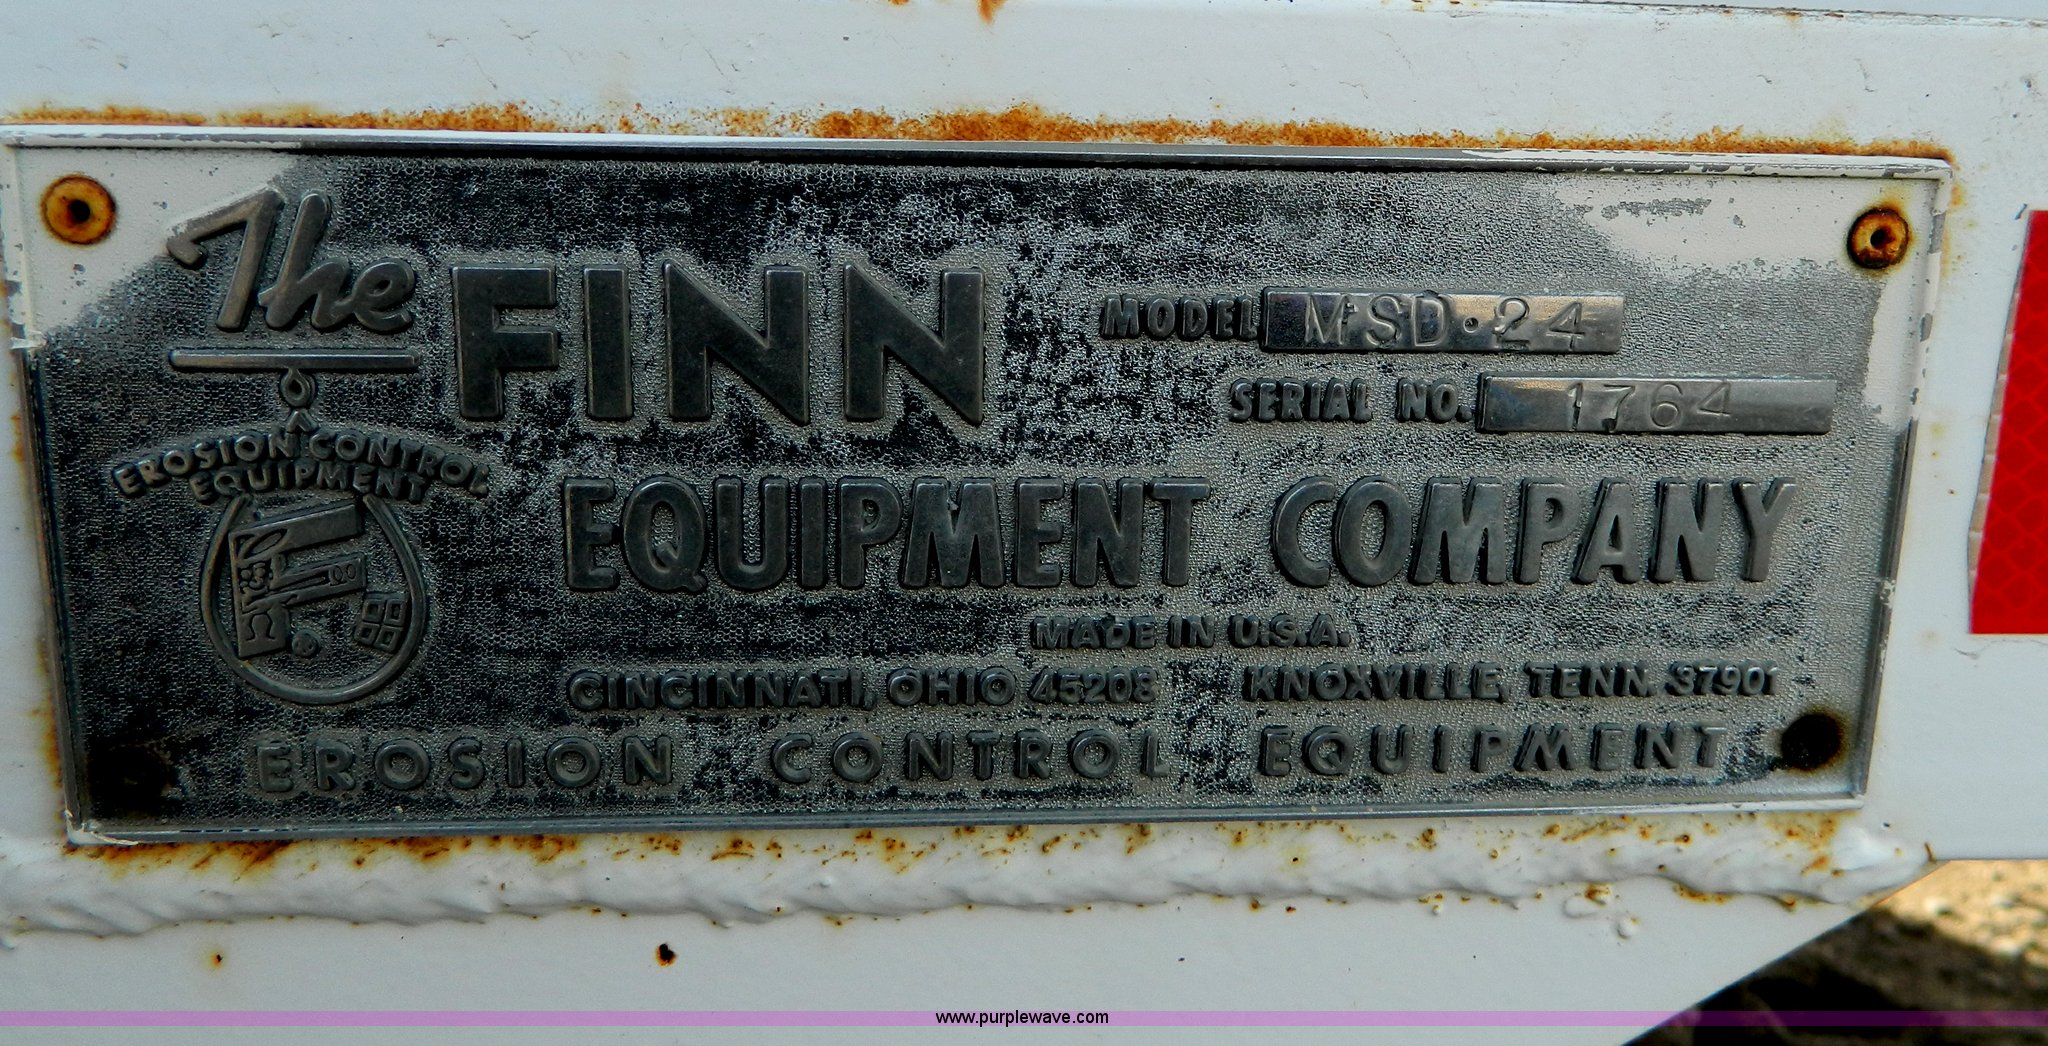 The FINN
MODEL MSD·24
SERIAL NO. 1764
EROSION CONTROL
EQUIPMENT
EQUIPMENT COMPANY
MADE IN U.S.A.
CINCINNATI, OHIO 45208 KNOXVILLE, TENN. 37901
EROSION CONTROL EQUIPMENT
www.purplewave.com